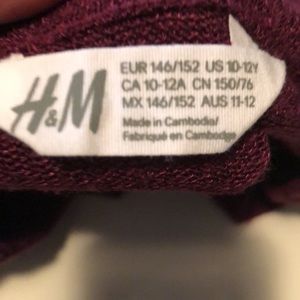 H&M
EUR 146/152 US 10-12Y
CA 10-12A CN 150/76
MX 146/152 AUS 11-12
Made in Cambodia/
Fabriqué en Cambodge